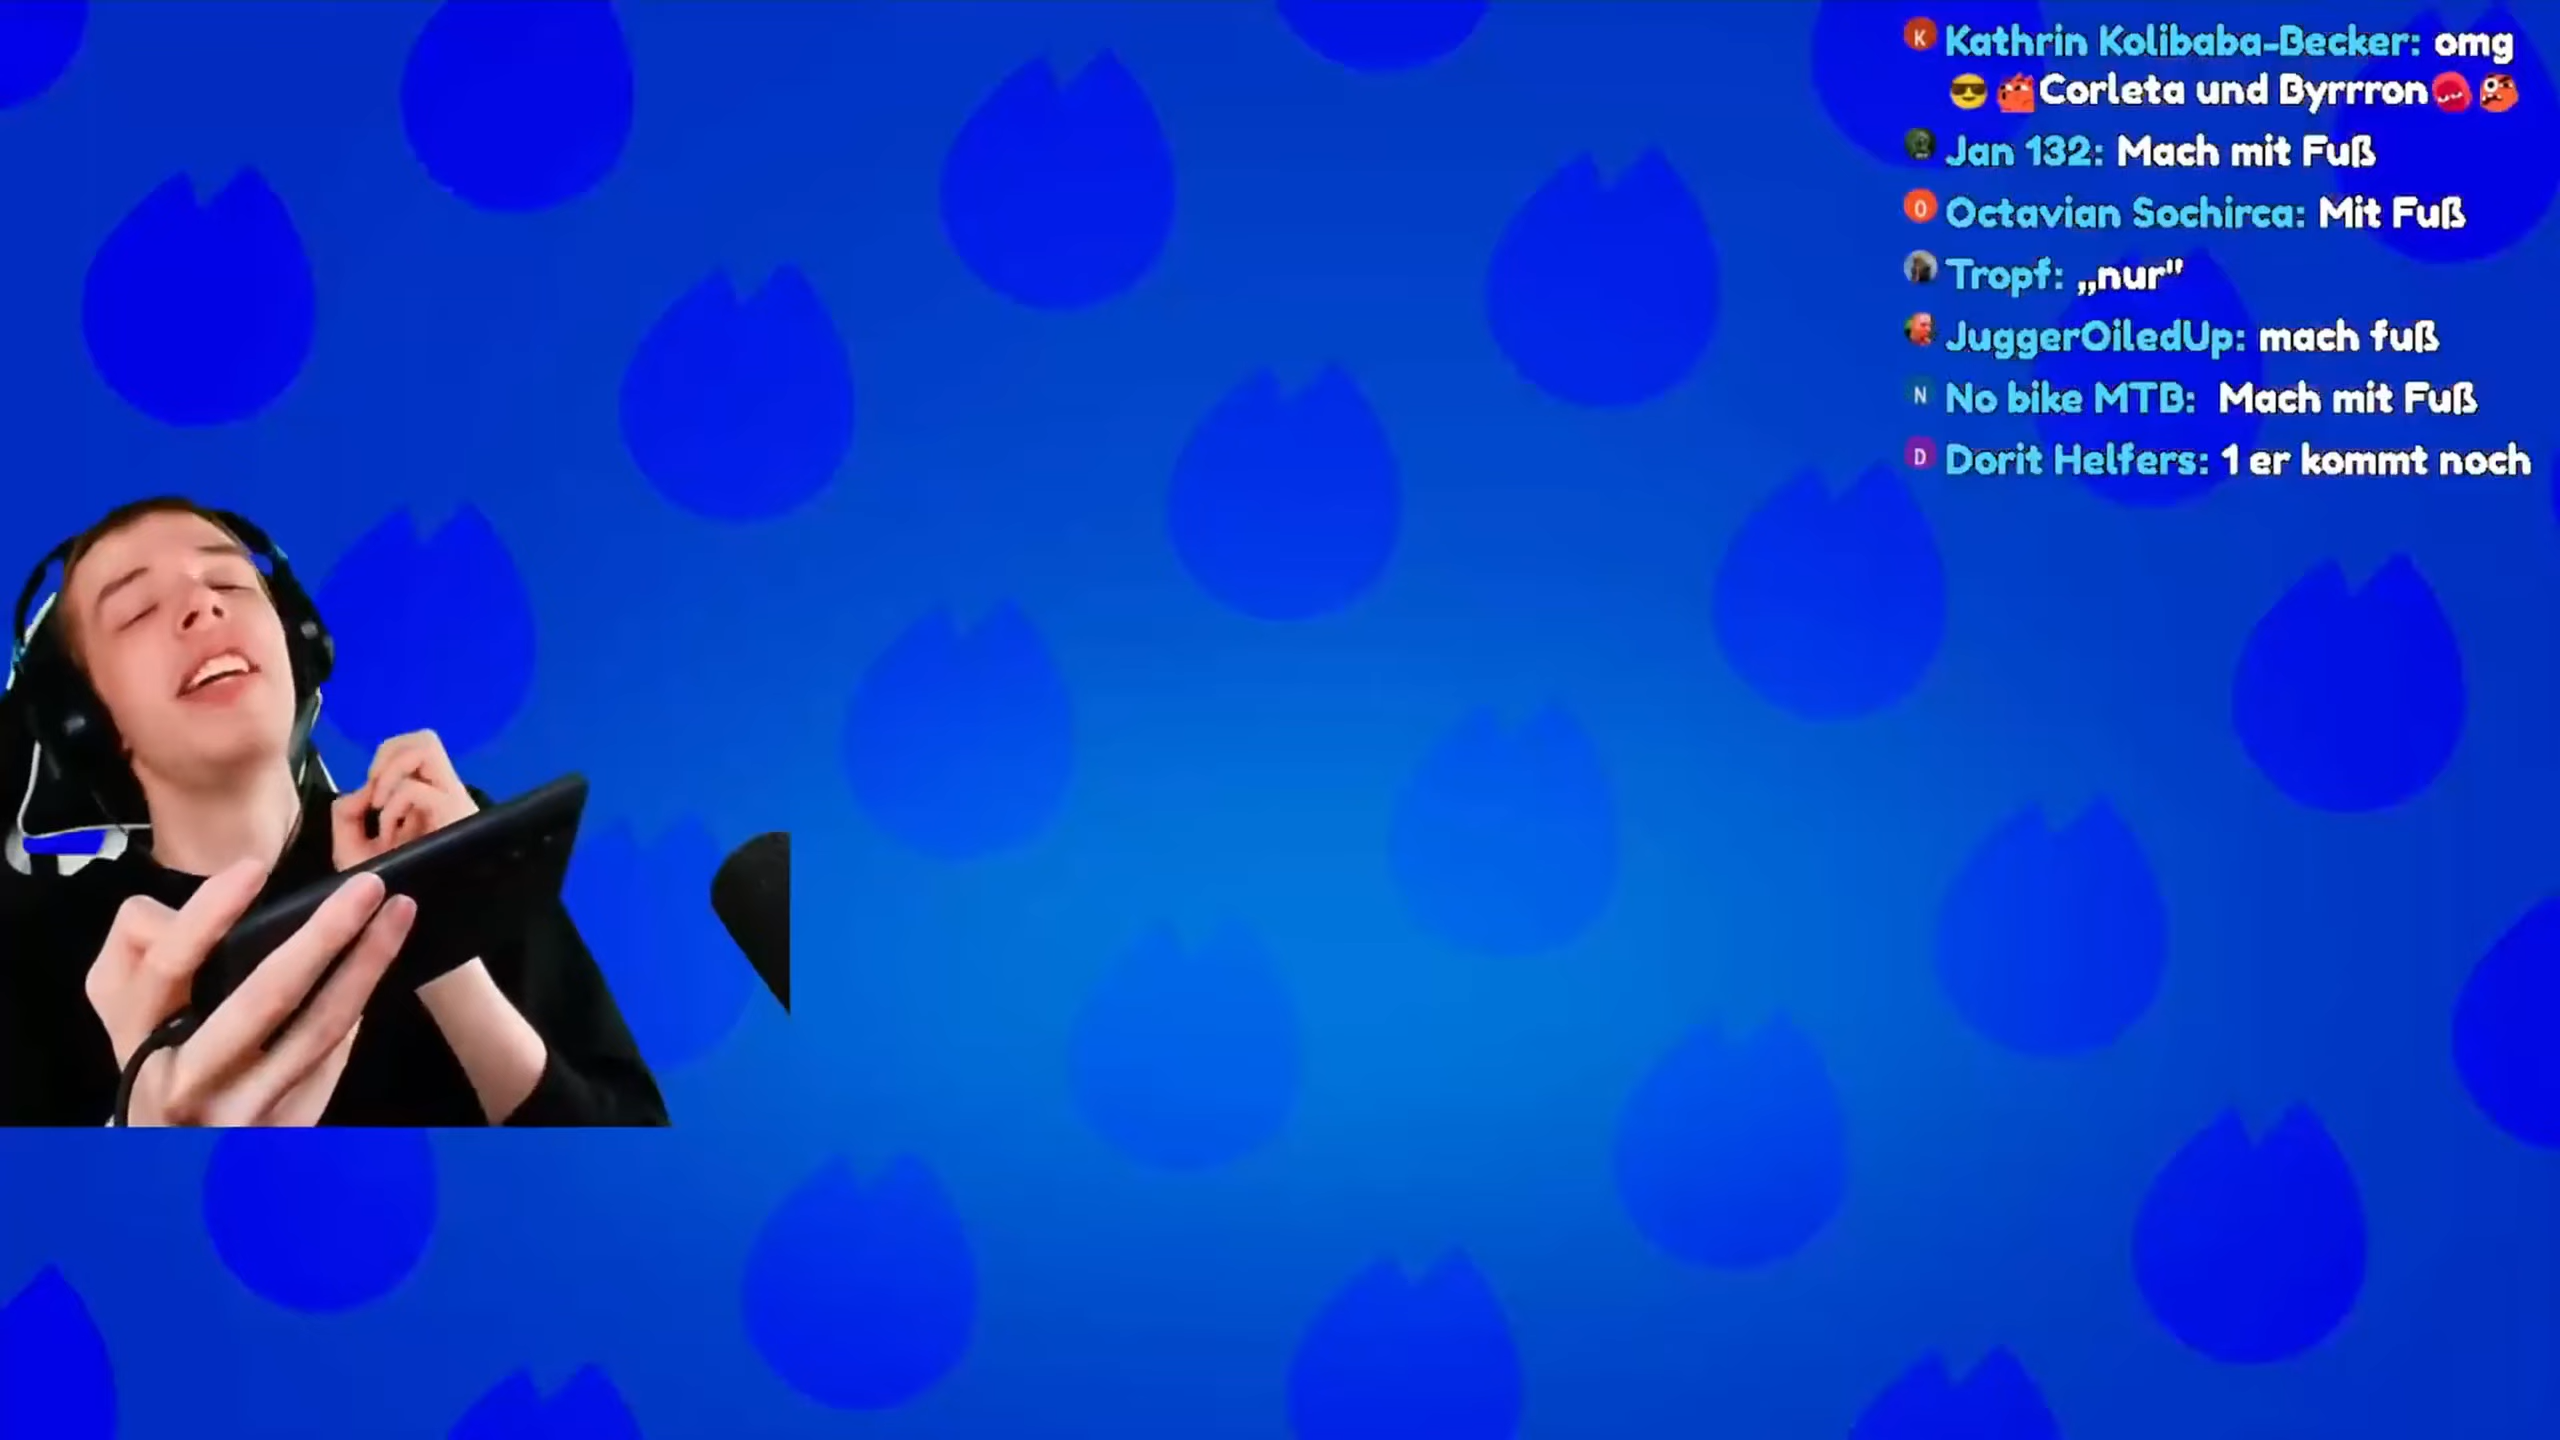 Kathrin Kolibaba-Becker: omg
Corleta und Byrrrron
Jan 132: Mach mit Fuß
Octavian Sochirca: Mit Fuß
Tropf: „nur"
JuggerOiledUp: mach fuß
No bike MTB: Mach mit Fuß
Dorit Helfers: 1 er kommt noch